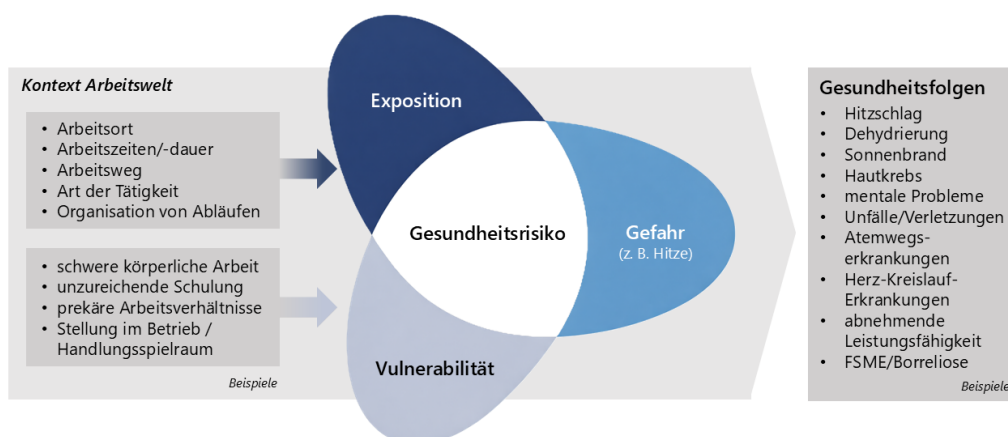 Kontext Arbeitswelt
• Arbeitsort
• Arbeitszeiten/-dauer
• Arbeitsweg
• Art der Tätigkeit
• Organisation von Abläufen
• schwere körperliche Arbeit
• unzureichende Schulung
• prekäre Arbeitsverhältnisse
• Stellung im Betrieb /
Handlungsspielraum
Beispiele
Exposition
Gesundheitsrisiko
Gefahr
(z. B. Hitze)
Vulnerabilität
Gesundheitsfolgen
• Hitzschlag
• Dehydrierung
• Sonnenbrand
• Hautkrebs
• mentale Probleme
• Unfälle/Verletzungen
• Atemwegs-
erkrankungen
• Herz-Kreislauf-
Erkrankungen
• abnehmende
Leistungsfähigkeit
• FSME/Borreliose
Beispiele